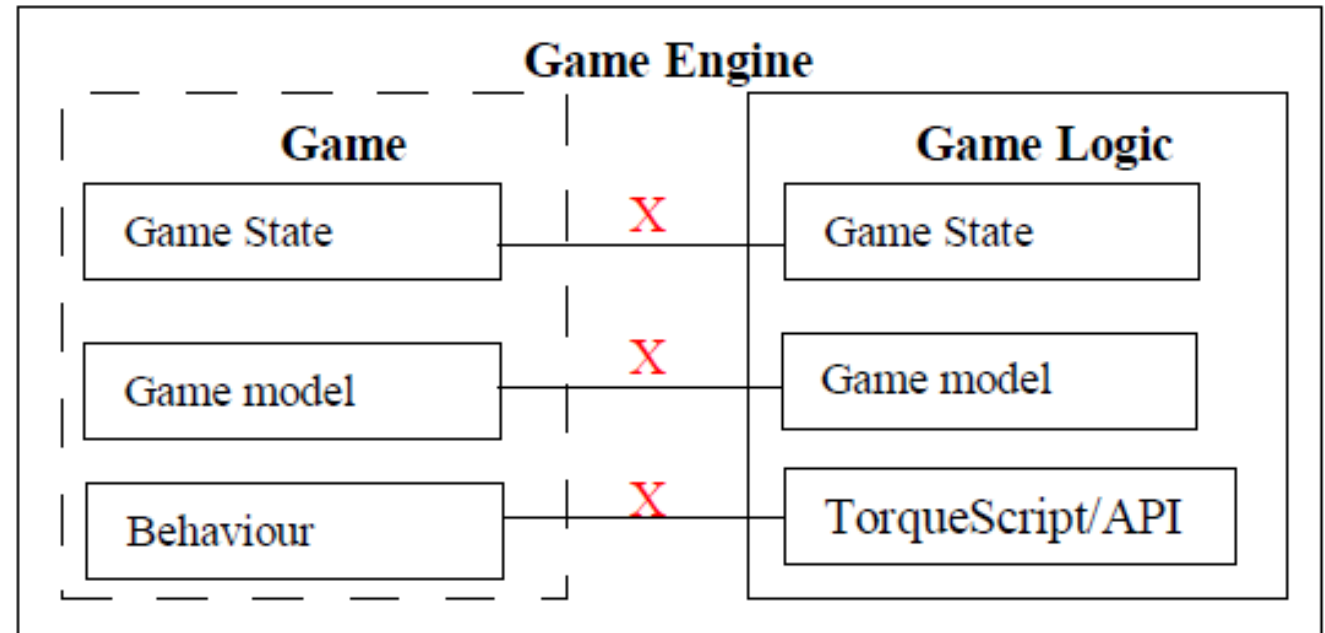 Game Engine
Game
Game Logic
Game State
X
Game State
Game model
X
Game model
Behaviour
X
TorqueScript/API